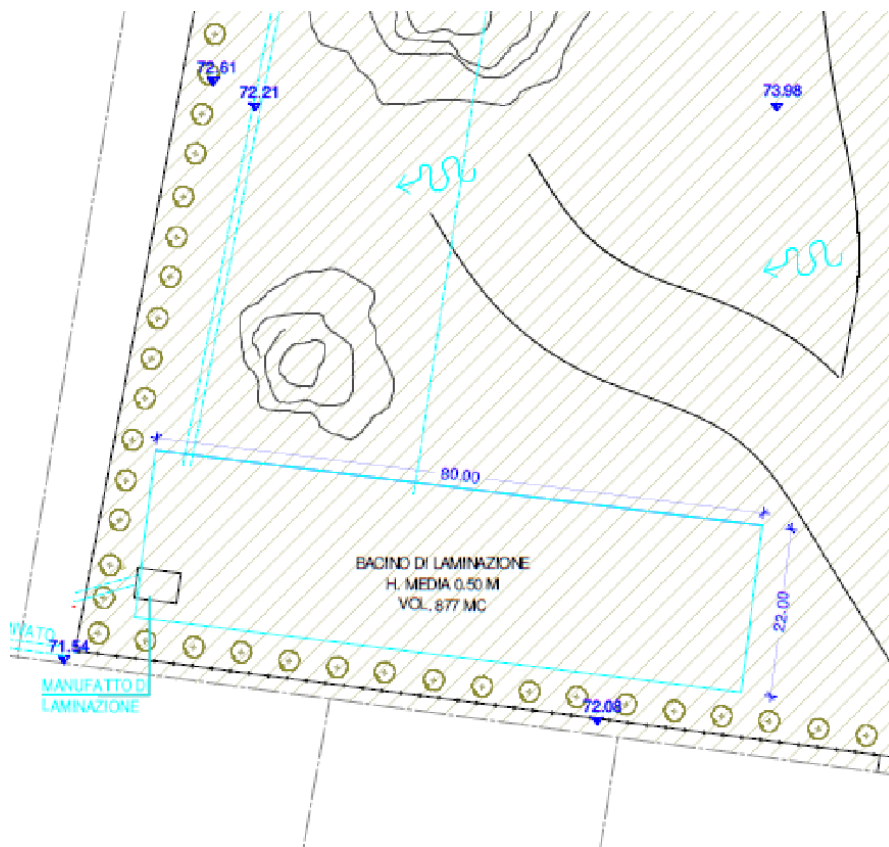 72.61
72.21
73.98
80.00
BACINO DI LAMINAZIONE
H. MEDIA 0.50 M
VOL. 877 MC
22.00
71.54
MANUFATTO DI
LAMINAZIONE
72.08